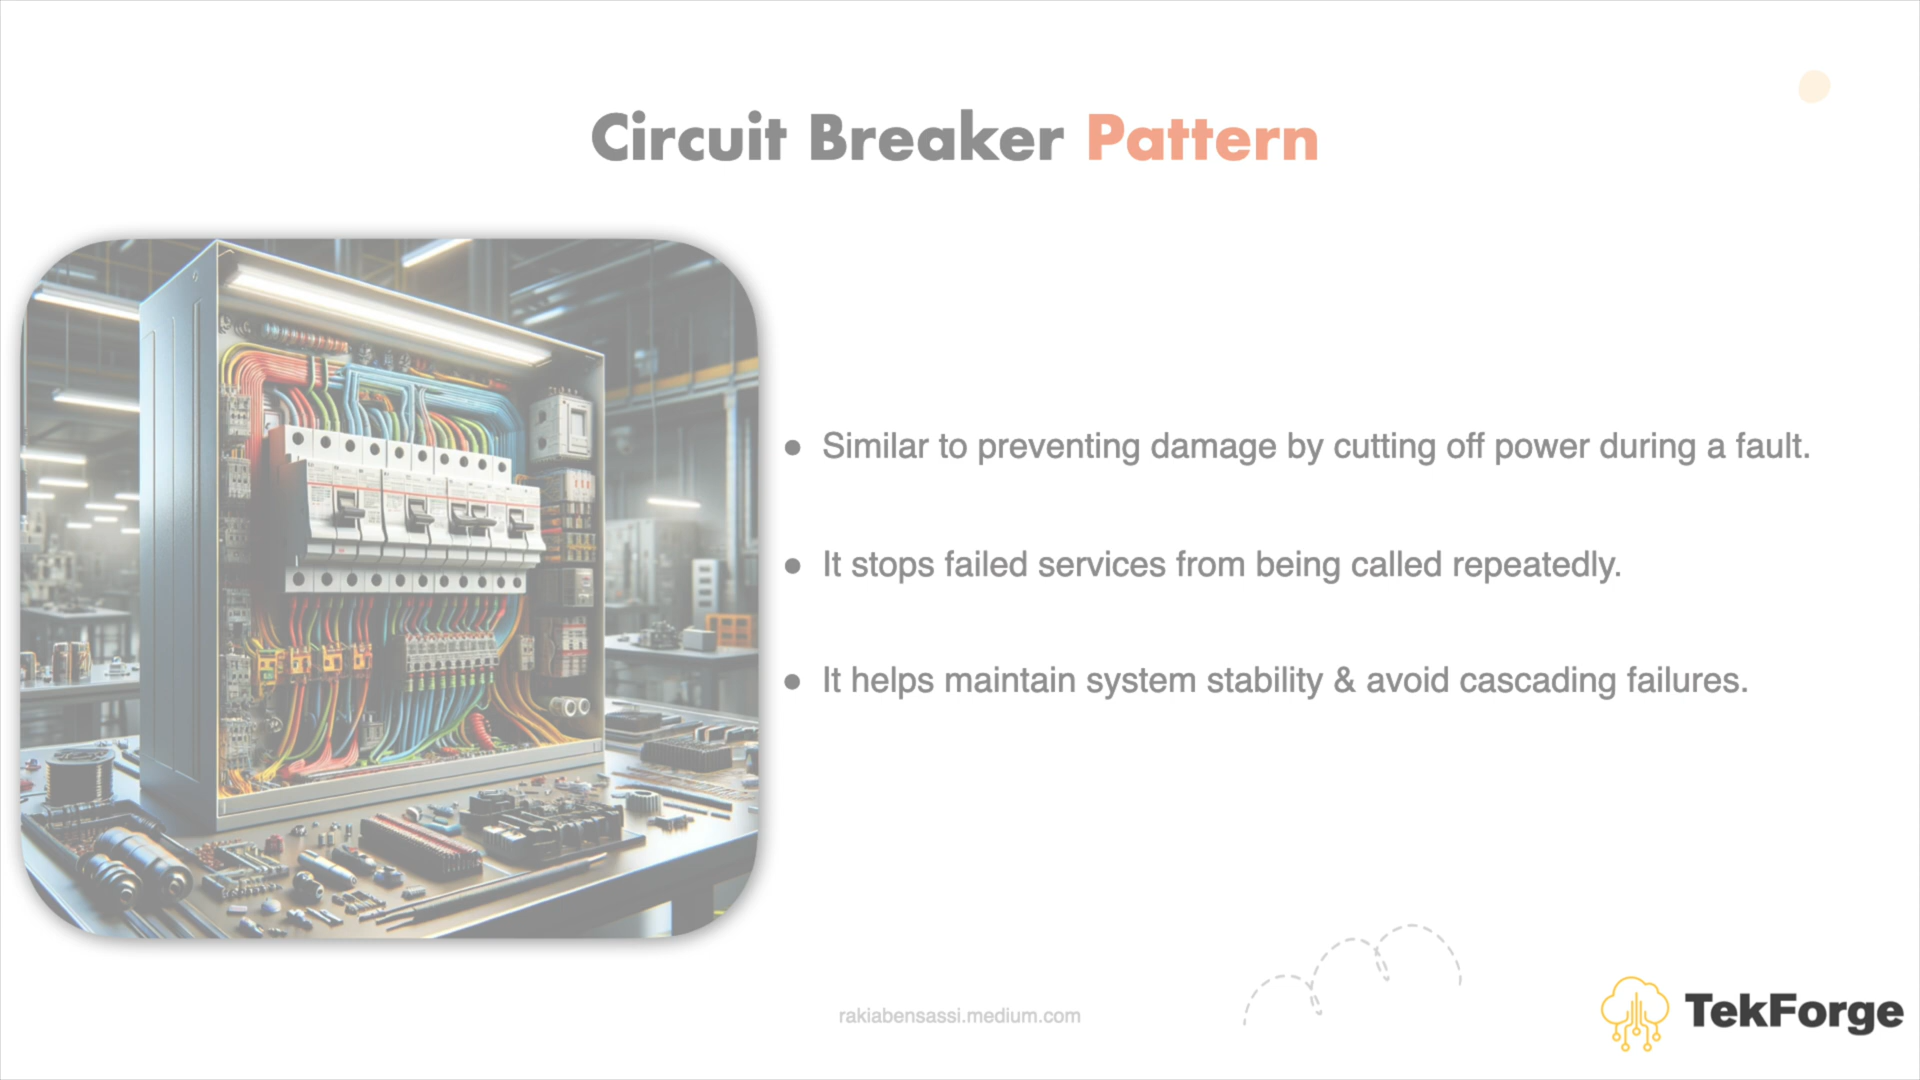 Circuit Breaker Pattern
● Similar to preventing damage by cutting off power during a fault.
● It stops failed services from being called repeatedly.
● It helps maintain system stability & avoid cascading failures.
rakiabensassi.medium.com
TekForge